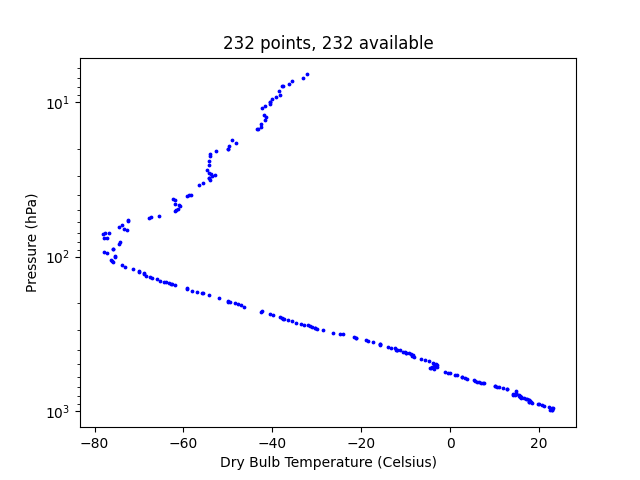 232 points, 232 available
10¹
10²
10³
Pressure (hPa)
−80 −60 −40 −20 0 20
Dry Bulb Temperature (Celsius)